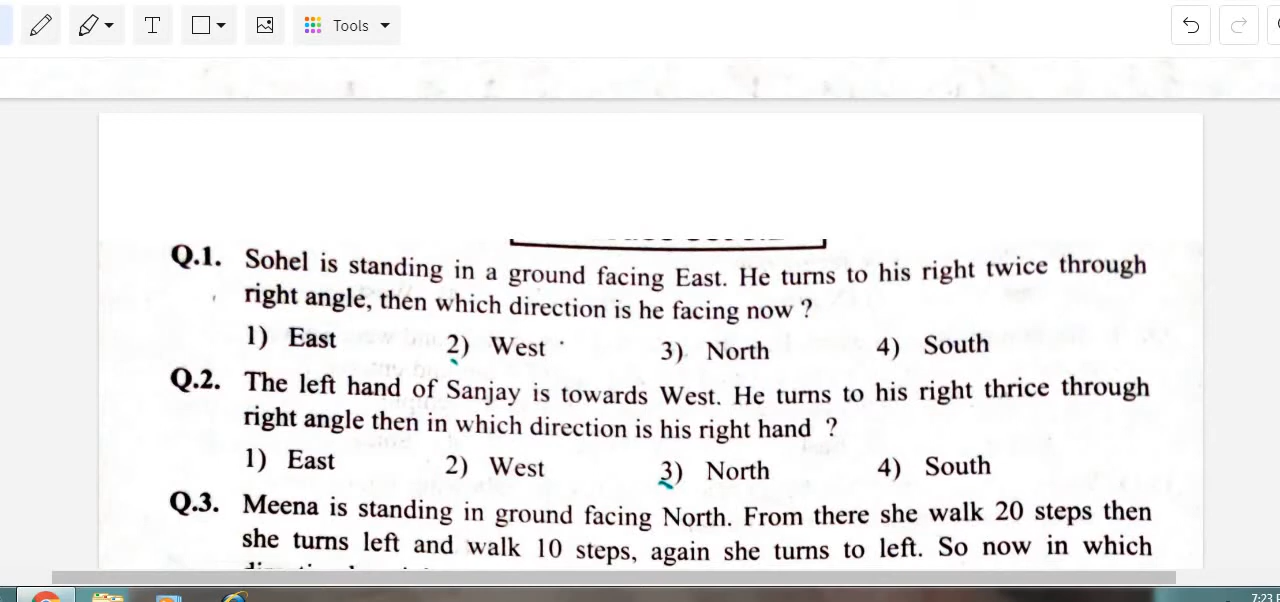 T Tools
Q.1. Sohel is standing in a ground facing East. He turns to his right twice through
right angle, then which direction is he facing now ?
1) East 2) West 3) North 4) South
Q.2. The left hand of Sanjay is towards West. He turns to his right thrice through
right angle then in which direction is his right hand ?
1) East 2) West 3) North 4) South
Q.3. Meena is standing in ground facing North. From there she walk 20 steps then
she turns left and walk 10 steps, again she turns to left. So now in which
7:23